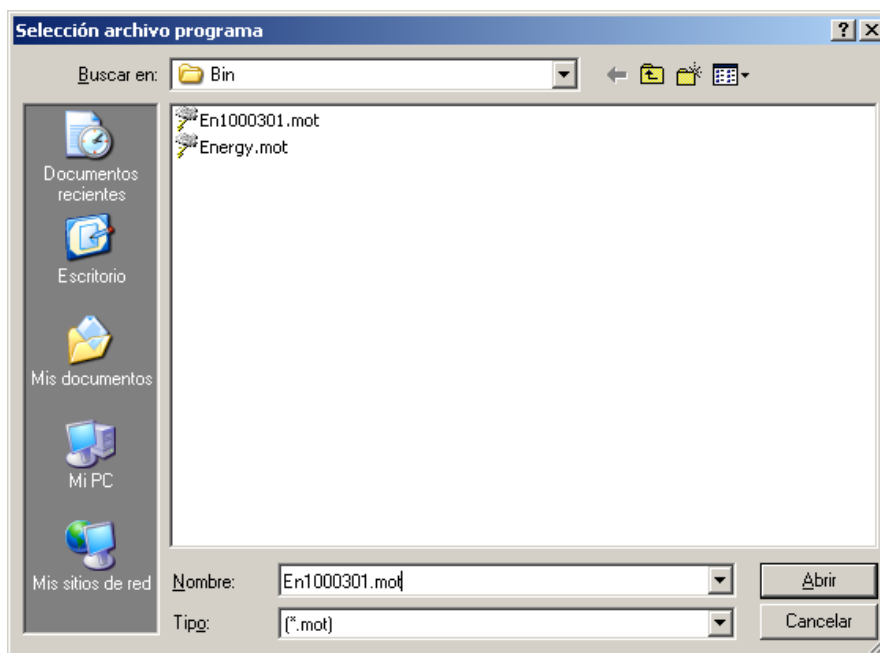 Selección archivo programa
Buscar en: Bin
En1000301.mot
Energy.mot
Documentos
recientes
Escritorio
Mis documentos
Mi PC
Mis sitios de red
Nombre: En1000301.mot Abrir
Tipo: (*.mot) Cancelar